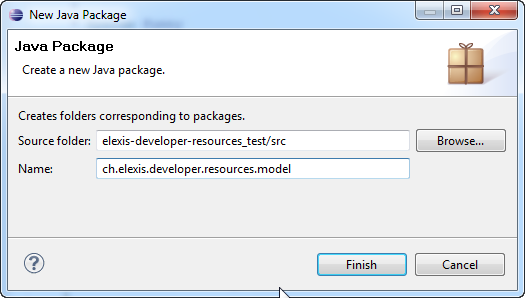 New Java Package
Java Package
Create a new Java package.
Creates folders corresponding to packages.
Source folder: elexis-developer-resources_test/src Browse...
Name: ch.elexis.developer.resources.model
? Finish Cancel